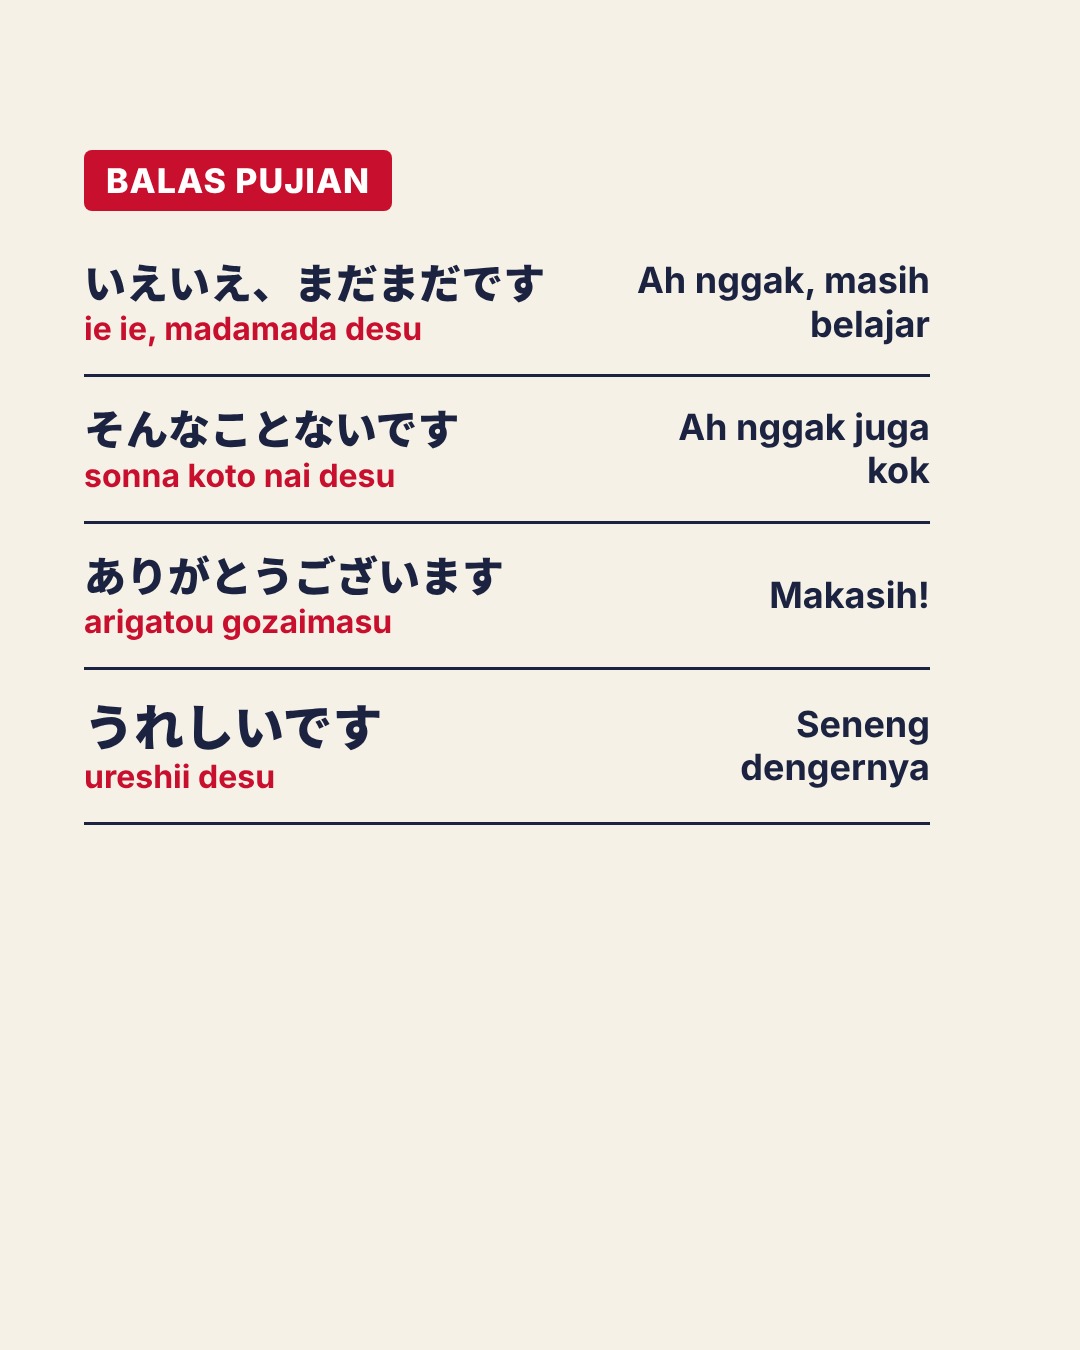 BALAS PUJIAN
いえいえ、まだまだです
ie ie, madamada desu
Ah nggak, masih
belajar
そんなことないです
sonna koto nai desu
Ah nggak juga
kok
ありがとうございます
arigatou gozaimasu
Makasih!
うれしいです
ureshii desu
Seneng
dengernya